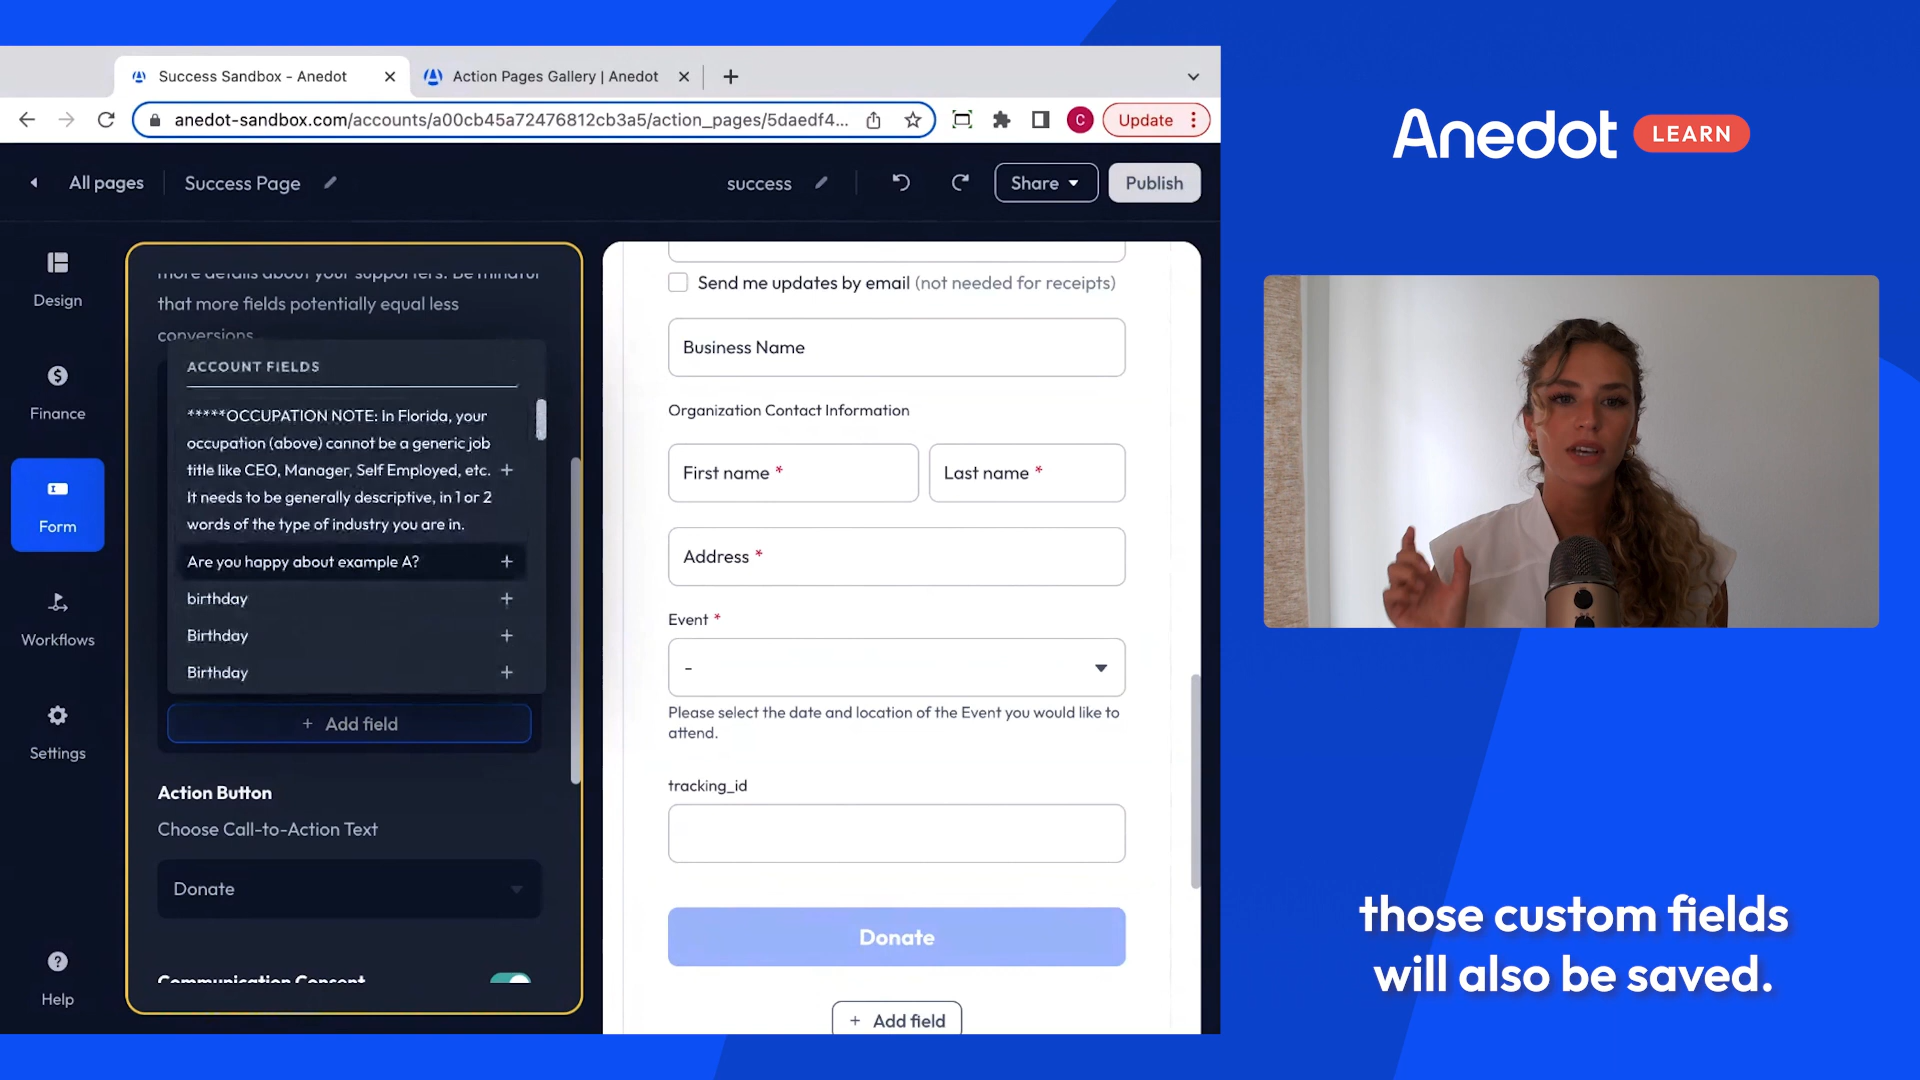 Success Sandbox - Anedot
Action Pages Gallery | Anedot
anedot-sandbox.com/accounts/a00cb45a72476812cb3a5/action_pages/5daedf4...
C
Update
All pages
Success Page
success
Share
Publish
Design
Finance
Form
Workflows
Settings
Help
more details about your supporters. Be mindful
that more fields potentially equal less
conversions.
ACCOUNT FIELDS
*****OCCUPATION NOTE: In Florida, your
occupation (above) cannot be a generic job
title like CEO, Manager, Self Employed, etc.
It needs to be generally descriptive, in 1 or 2
words of the type of industry you are in.
Are you happy about example A?
birthday
Birthday
Birthday
+ Add field
Action Button
Choose Call-to-Action Text
Donate
Communication Consent
Send me updates by email (not needed for receipts)
Business Name
Organization Contact Information
First name *
Last name *
Address *
Event *
-
Please select the date and location of the Event you would like to
attend.
tracking_id
Donate
+ Add field
Anedot LEARN
those custom fields
will also be saved.